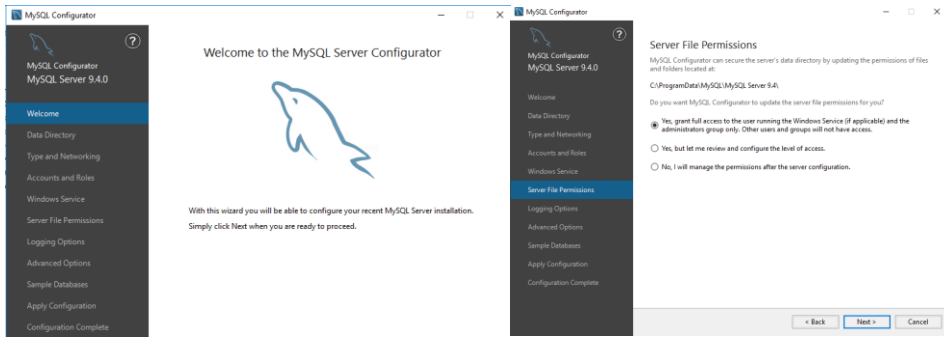 MySQL Configurator
?
MySQL Configurator
MySQL Server 9.4.0
Welcome
Data Directory
Type and Networking
Accounts and Roles
Windows Service
Server File Permissions
Logging Options
Advanced Options
Sample Databases
Apply Configuration
Configuration Complete
Welcome to the MySQL Server Configurator
With this wizard you will be able to configure your recent MySQL Server installation.
Simply click Next when you are ready to proceed.
MySQL Configurator
?
MySQL Configurator
MySQL Server 9.4.0
Welcome
Data Directory
Type and Networking
Accounts and Roles
Windows Service
Server File Permissions
Logging Options
Advanced Options
Sample Databases
Apply Configuration
Configuration Complete
Server File Permissions
MySQL Configurator can secure the server's data directory by updating the permissions of files
and folders located at:
C:\ProgramData\MySQL\MySQL Server 9.4\
Do you want MySQL Configurator to update the server file permissions for you?
Yes, grant full access to the user running the Windows Service (if applicable) and the
administrators group only. Other users and groups will not have access.
Yes, but let me review and configure the level of access.
No, I will manage the permissions after the server configuration.
< Back
Next >
Cancel